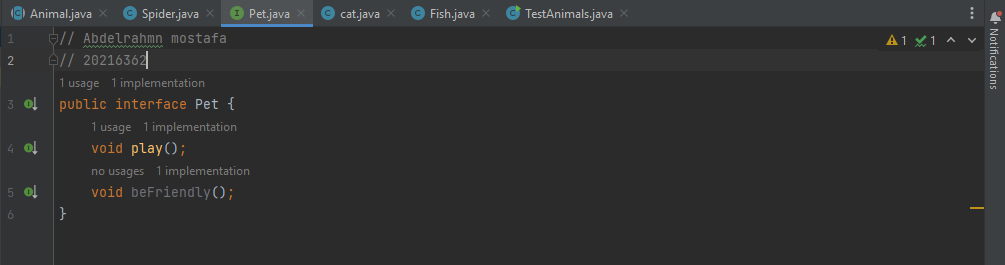 Animal.java Spider.java Pet.java cat.java Fish.java TestAnimals.java
1 // Abdelrahmn mostafa
2 // 20216362
1 usage 1 implementation
3 public interface Pet {
1 usage 1 implementation
4 void play();
no usages 1 implementation
5 void beFriendly();
6 }
1 1
Notifications